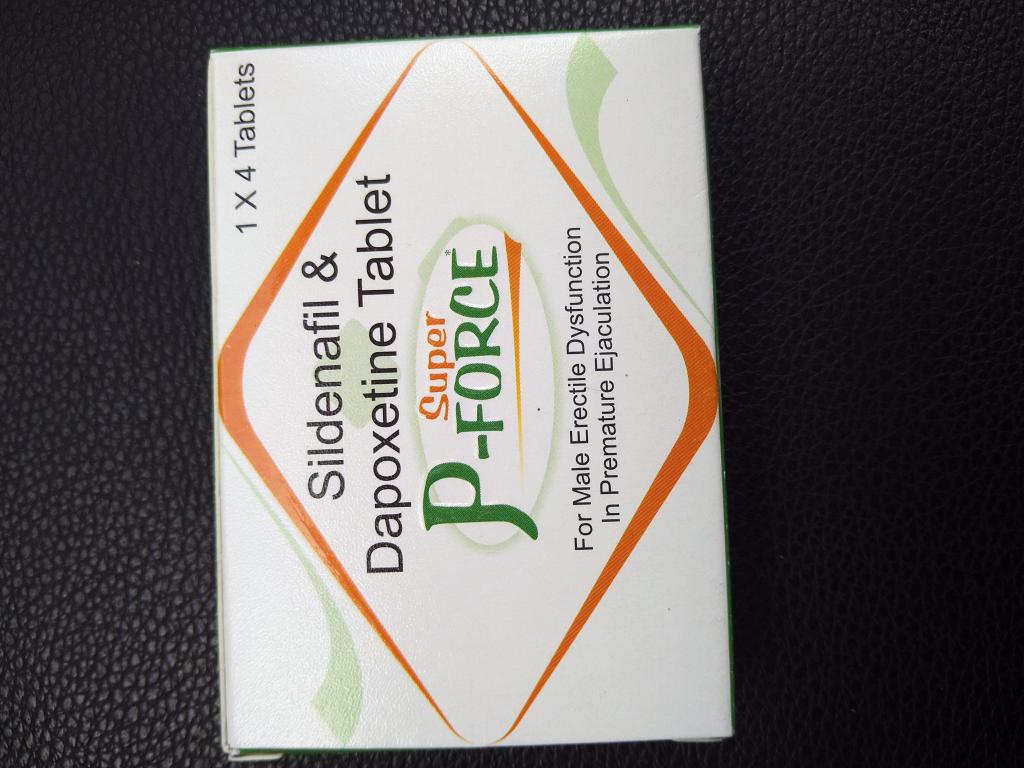 1 X 4 Tablets
Sildenafil &
Dapoxetine Tablet
Super
P-FORCE*
For Male Erectile Dysfunction
In Premature Ejaculation